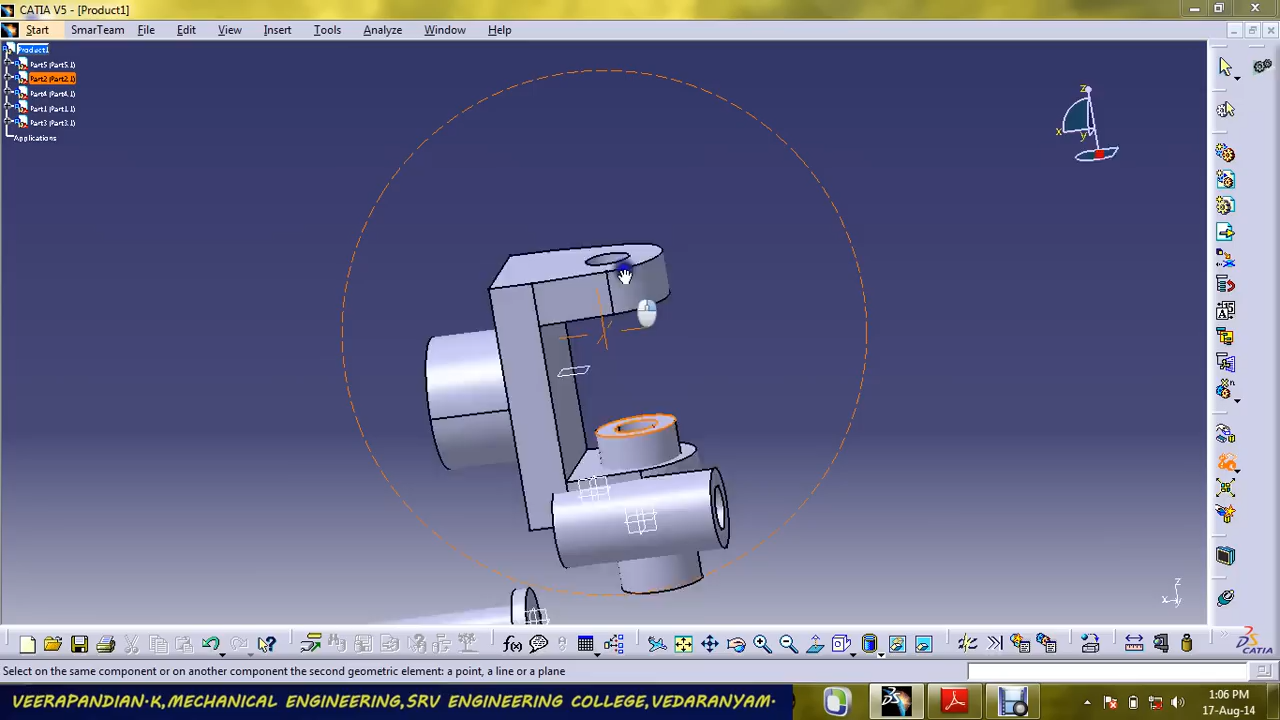 CATIA V5 - [Product1]
Start SmarTeam File Edit View Insert Tools Analyze Window Help
Product1
Part5 (Part5.1)
Part2 (Part2.1)
Part4 (Part4.1)
Part1 (Part1.1)
Part3 (Part3.1)
Applications
z
x
y
z
x
y
Select on the same component or on another component the second geometric element: a point, a line or a plane
CATIA
VEERAPANDIAN·K,MECHANICAL ENGINEERING,SRV ENGINEERING COLLEGE,VEDARANYAM·
1:06 PM
17-Aug-14